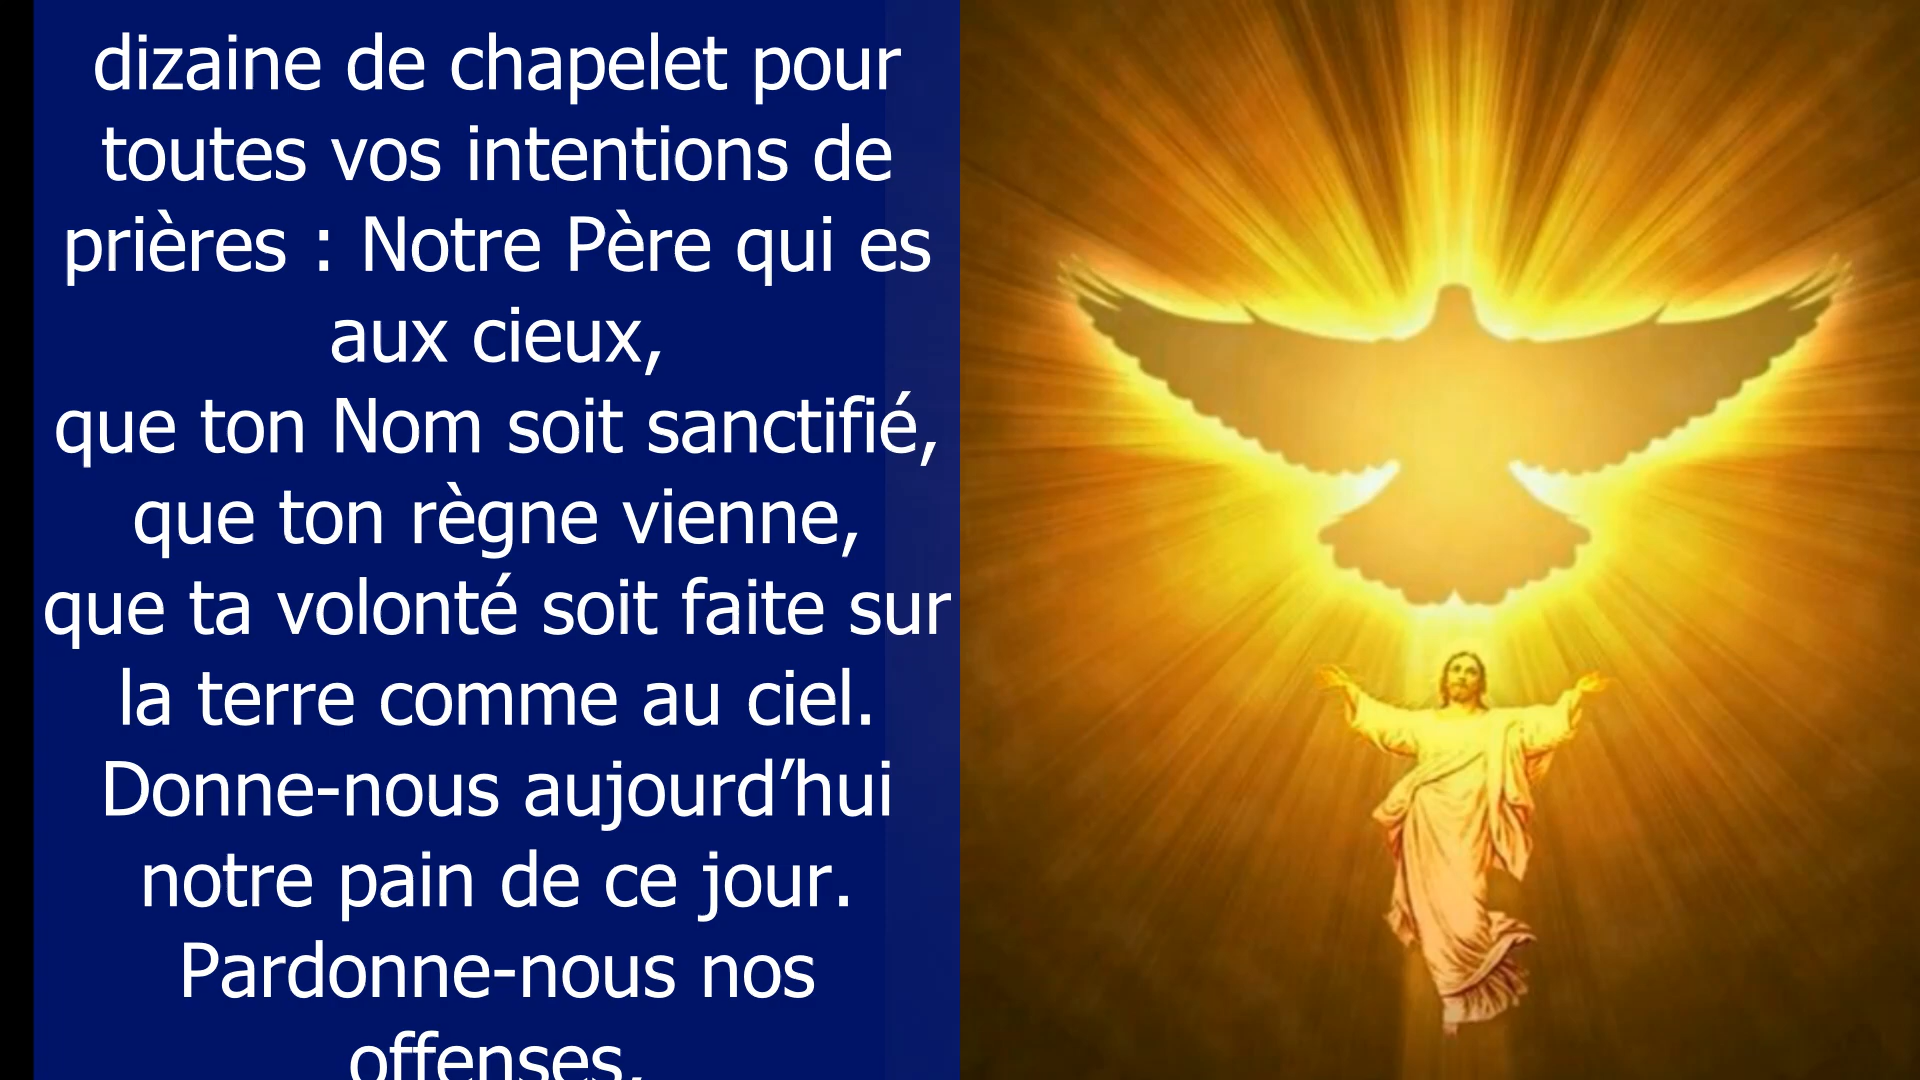 dizaine de chapelet pour
toutes vos intentions de
prières : Notre Père qui es
aux cieux,
que ton Nom soit sanctifié,
que ton règne vienne,
que ta volonté soit faite sur
la terre comme au ciel.
Donne-nous aujourd’hui
notre pain de ce jour.
Pardonne-nous nos
offenses,